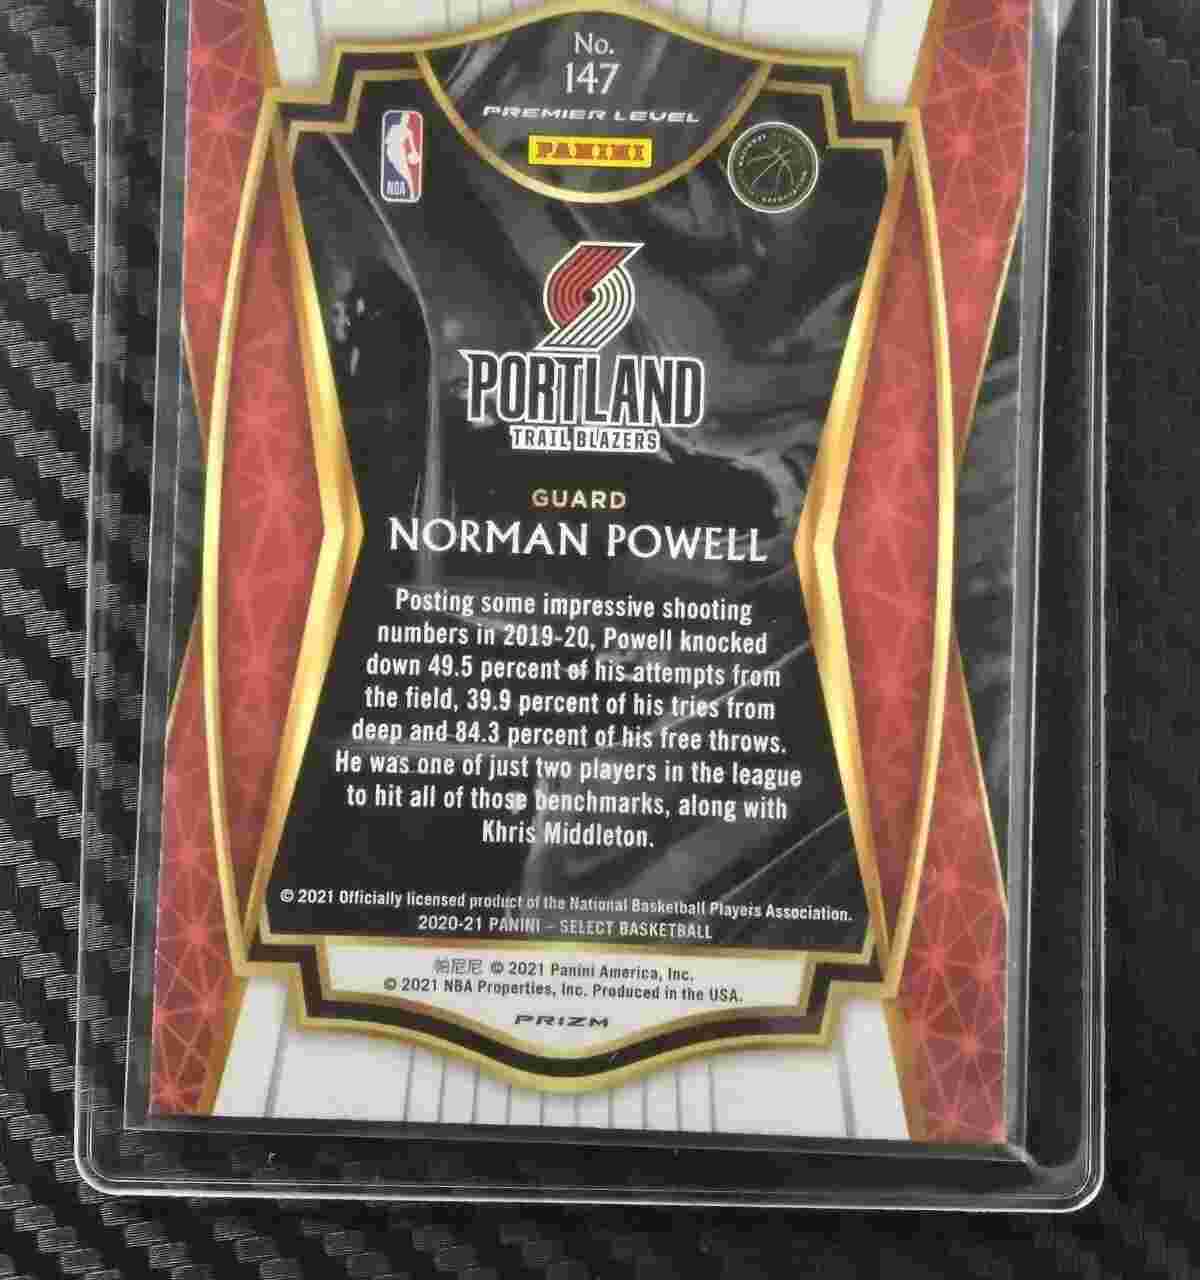 No.
147
PREMIER LEVEL
PANINI
NBA
PORTLAND
TRAIL BLAZERS
GUARD
NORMAN POWELL
Posting some impressive shooting
numbers in 2019-20, Powell knocked
down 49.5 percent of his attempts from
the field, 39.9 percent of his tries from
deep and 84.3 percent of his free throws.
He was one of just two players in the league
to hit all of those benchmarks, along with
Khris Middleton.
© 2021 Officially licensed product of the National Basketball Players Association.
2020-21 PANINI – SELECT BASKETBALL
帕尼尼 © 2021 Panini America, Inc.
© 2021 NBA Properties, Inc. Produced in the USA.
PRIZM